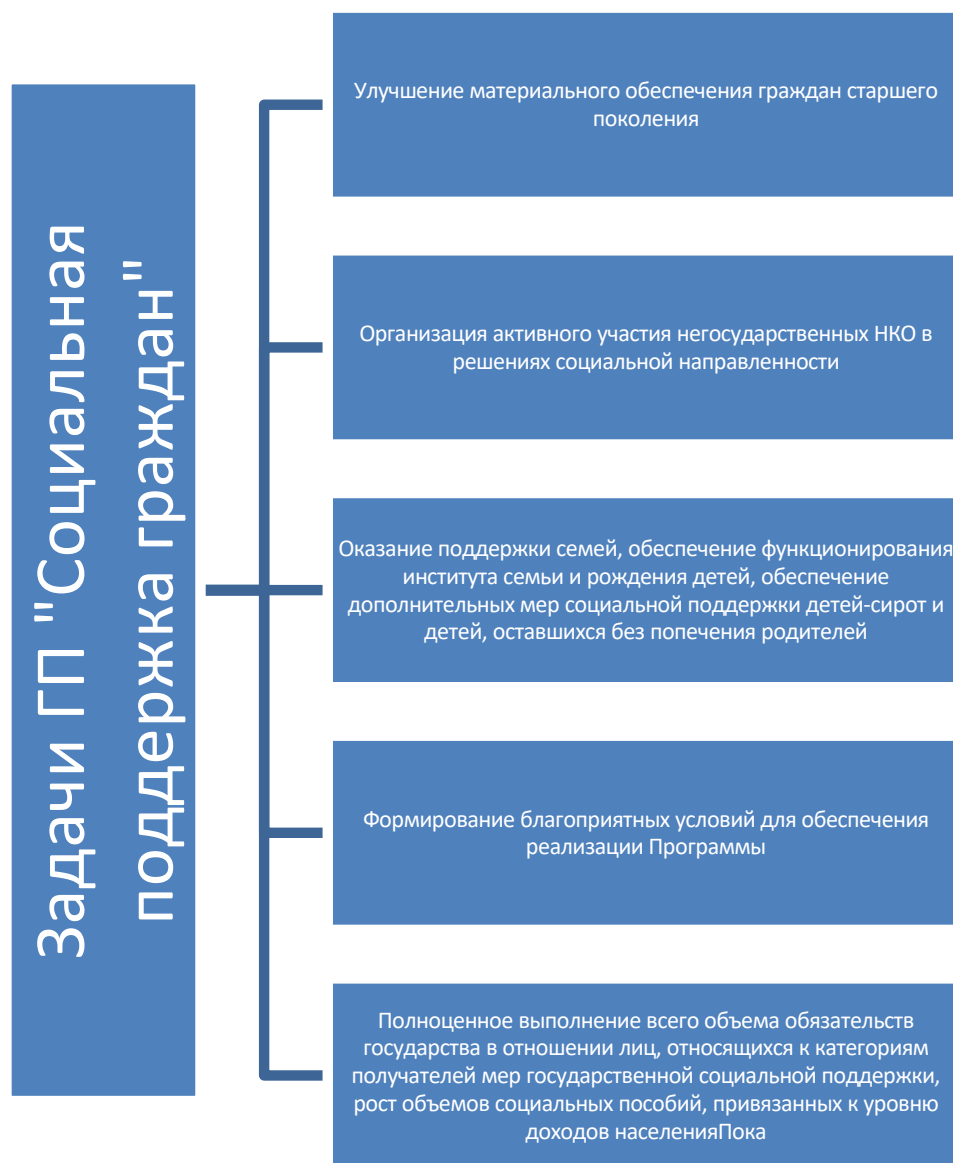 Задачи ГП "Социальная
поддержка граждан"
Улучшение материального обеспечения граждан старшего
поколения
Организация активного участия негосударственных НКО в
решениях социальной направленности
Оказание поддержки семей, обеспечение функционирования
института семьи и рождения детей, обеспечение
дополнительных мер социальной поддержки детей-сирот и
детей, оставшихся без попечения родителей
Формирование благоприятных условий для обеспечения
реализации Программы
Полноценное выполнение всего объема обязательств
государства в отношении лиц, относящихся к категориям
получателей мер государственной социальной поддержки,
рост объемов социальных пособий, привязанных к уровню
доходов населенияПока